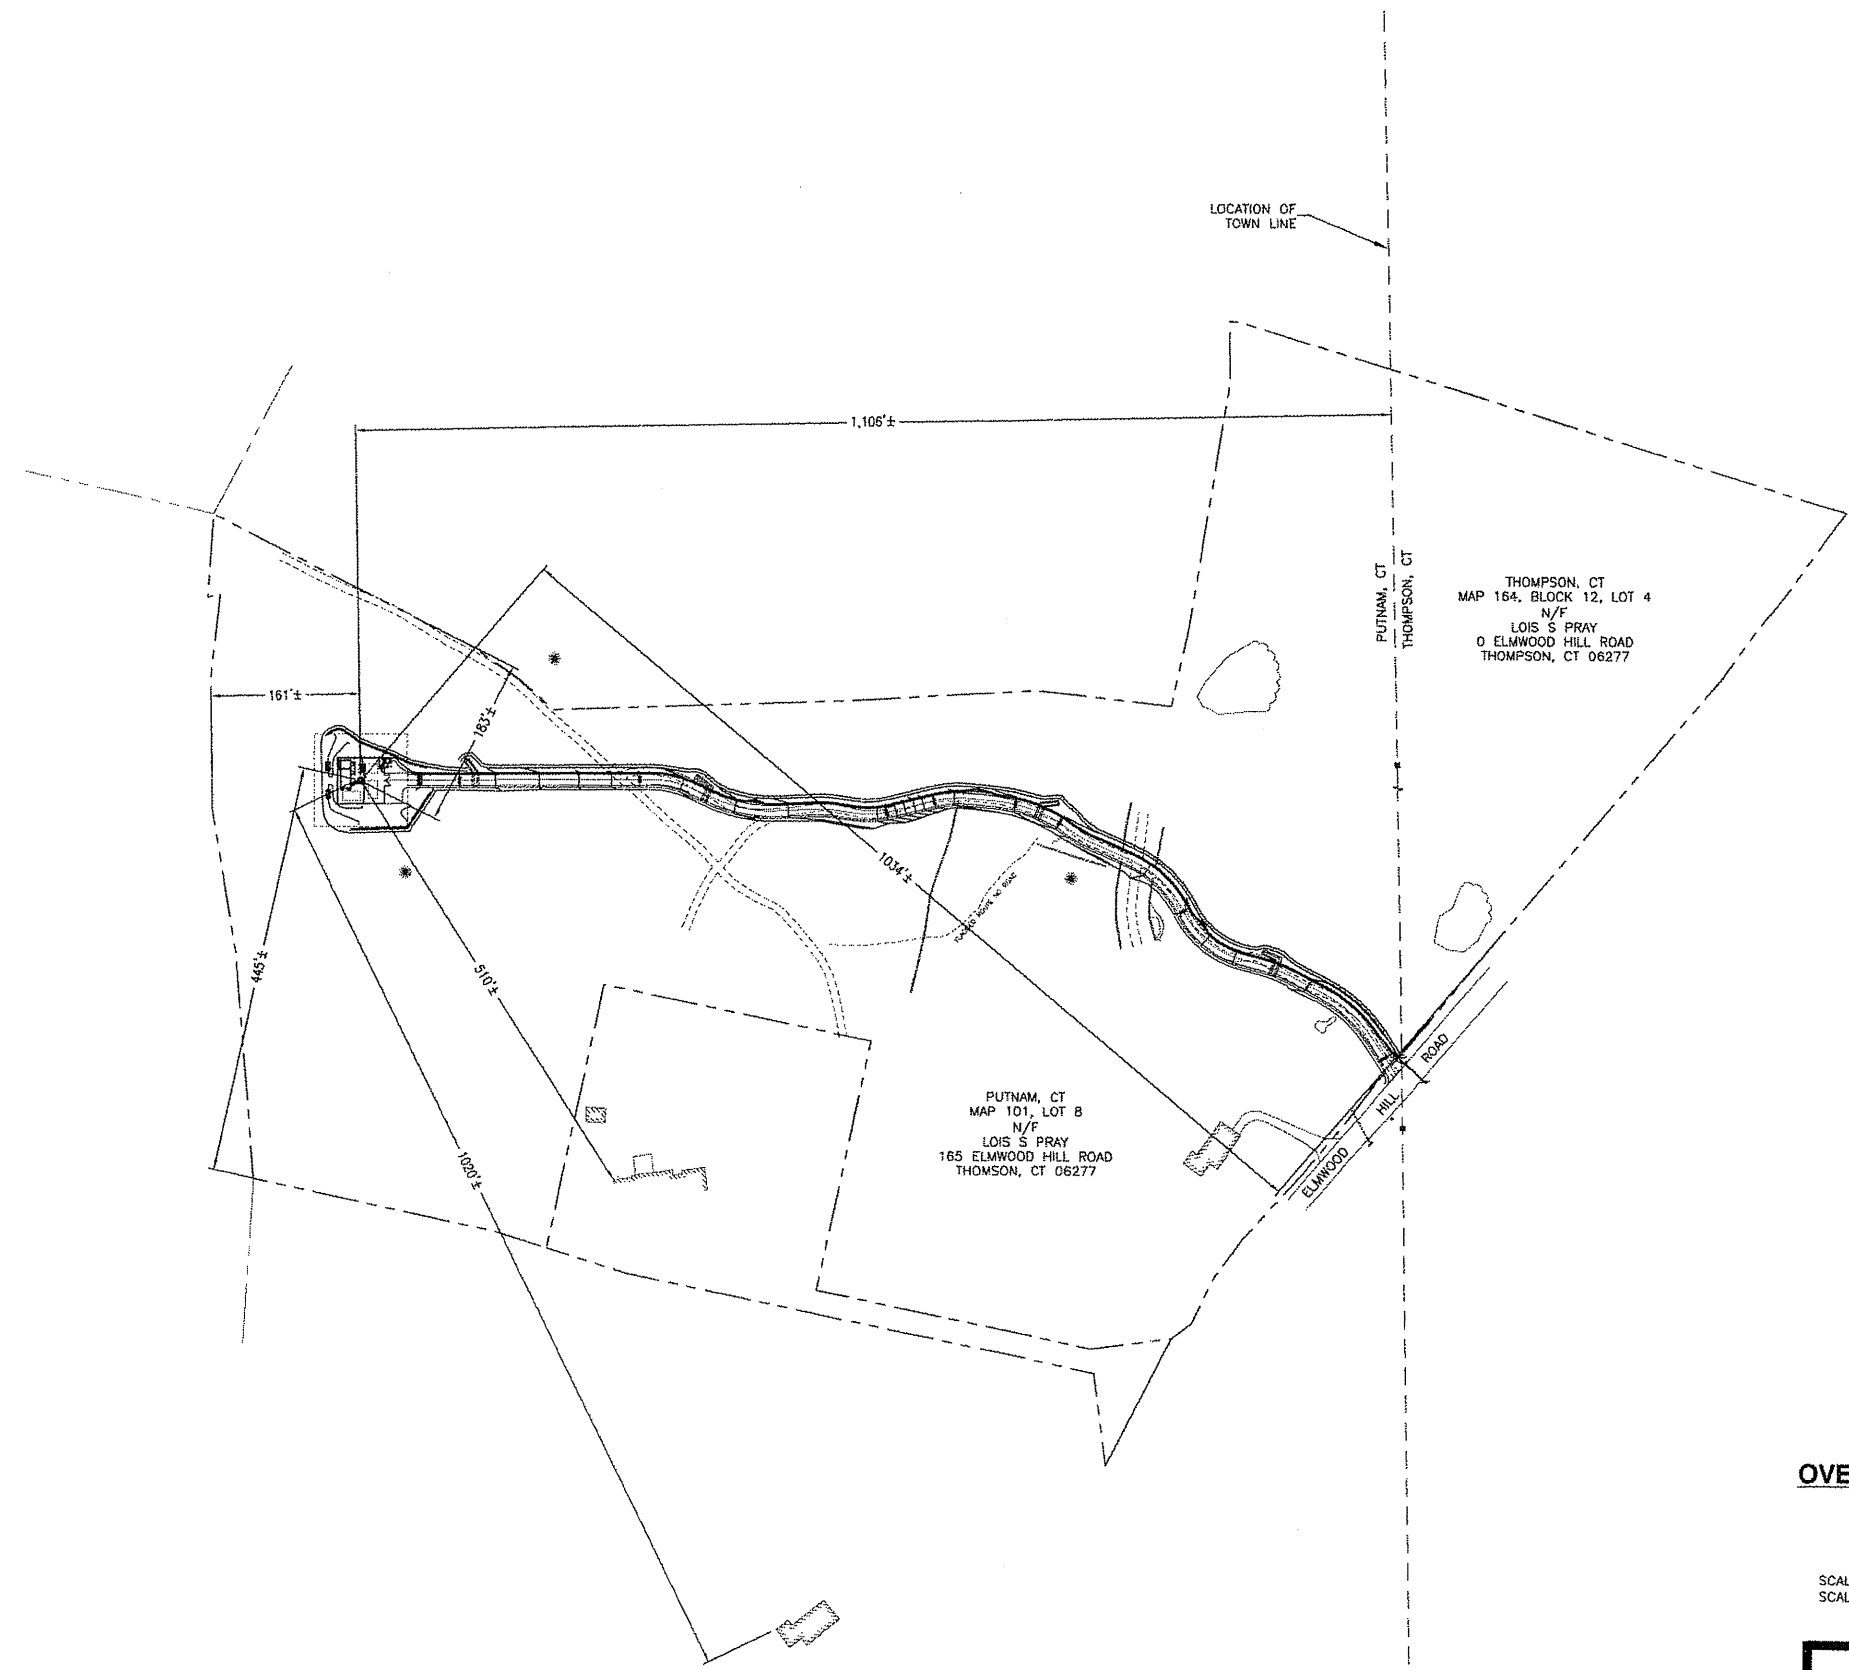 LOCATION OF
TOWN LINE
1,106'±
PUTNAM, CT
THOMPSON, CT
THOMPSON, CT
MAP 164, BLOCK 12, LOT 4
N/F
LOIS S PRAY
0 ELMWOOD HILL ROAD
THOMPSON, CT 06277
161'±
183'±
1034'±
445'±
510'±
1020'±
PUTNAM, CT
MAP 101, LOT 8
N/F
LOIS S PRAY
165 ELMWOOD HILL ROAD
THOMSON, CT 06277
ELMWOOD HILL ROAD
OVE
SCAL
SCAL